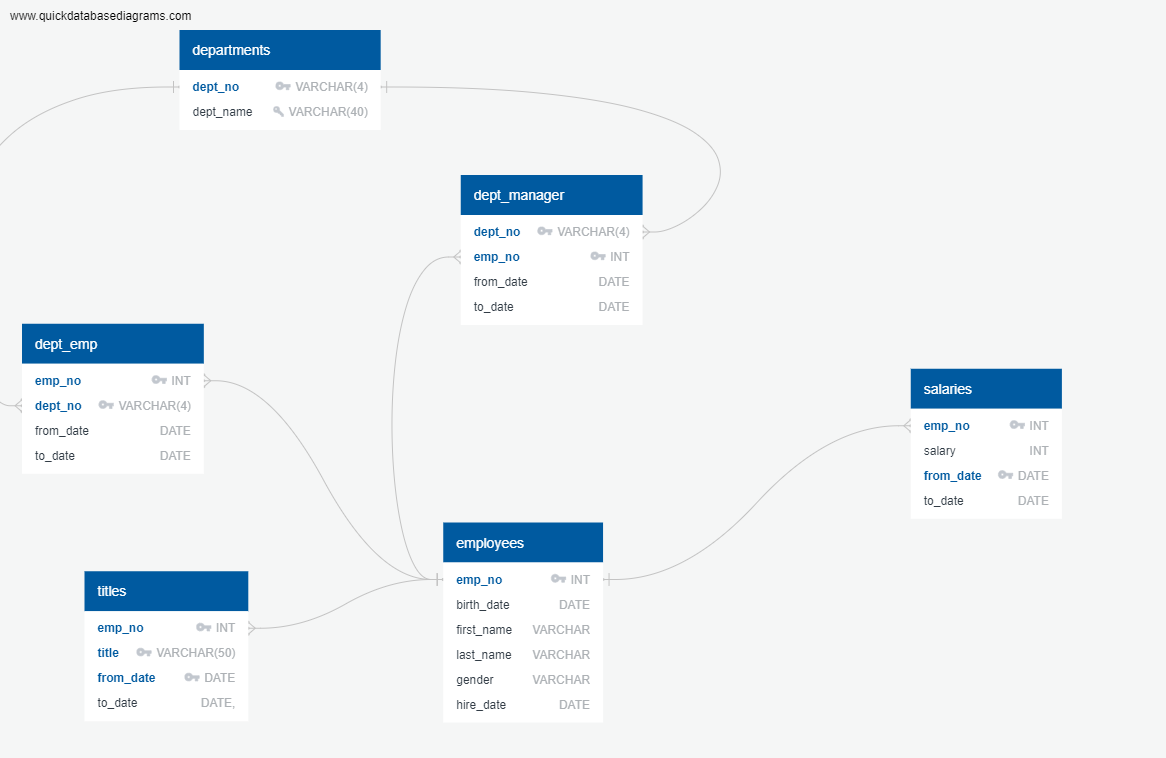 www.quickdatabasediagrams.com
departments
dept_no VARCHAR(4)
dept_name VARCHAR(40)
dept_manager
dept_no VARCHAR(4)
emp_no INT
from_date DATE
to_date DATE
dept_emp
emp_no INT
dept_no VARCHAR(4)
from_date DATE
to_date DATE
salaries
emp_no INT
salary INT
from_date DATE
to_date DATE
employees
emp_no INT
birth_date DATE
first_name VARCHAR
last_name VARCHAR
gender VARCHAR
hire_date DATE
titles
emp_no INT
title VARCHAR(50)
from_date DATE
to_date DATE,